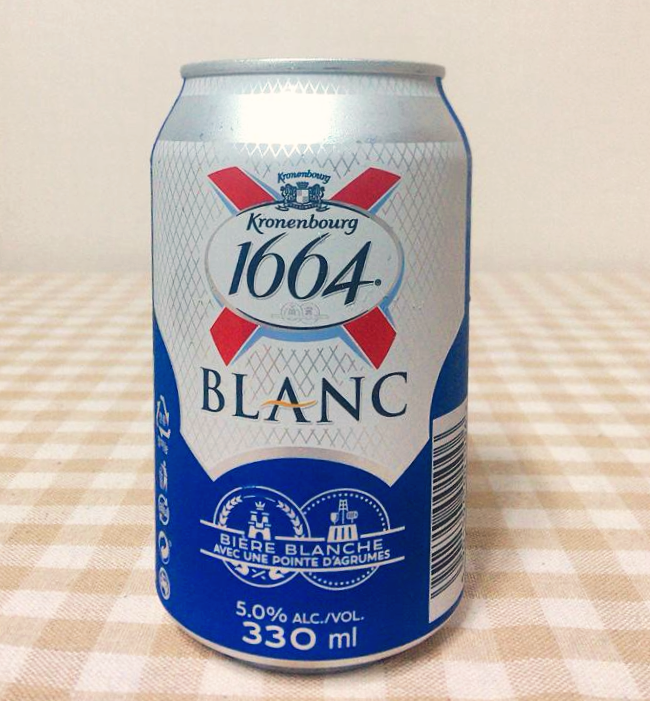 Kronenbourg
Kronenbourg
1664.
BLANC
BIÈRE BLANCHE
AVEC UNE POINTE D'AGRUMES
5.0% ALC./VOL.
330 ml